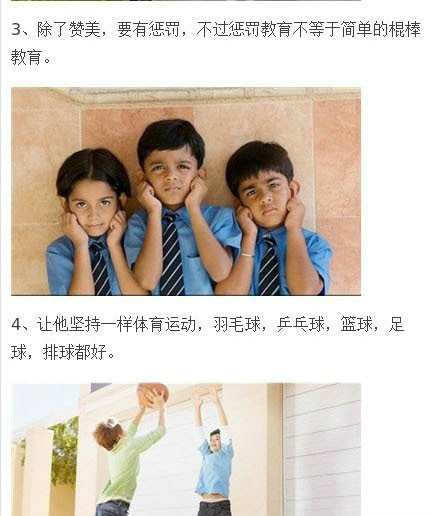 3、除了赞美，要有惩罚，不过惩罚教育不等于简单的棍棒
教育。
4、让他坚持一样体育运动，羽毛球，乒乓球，篮球，足
球，排球都好。